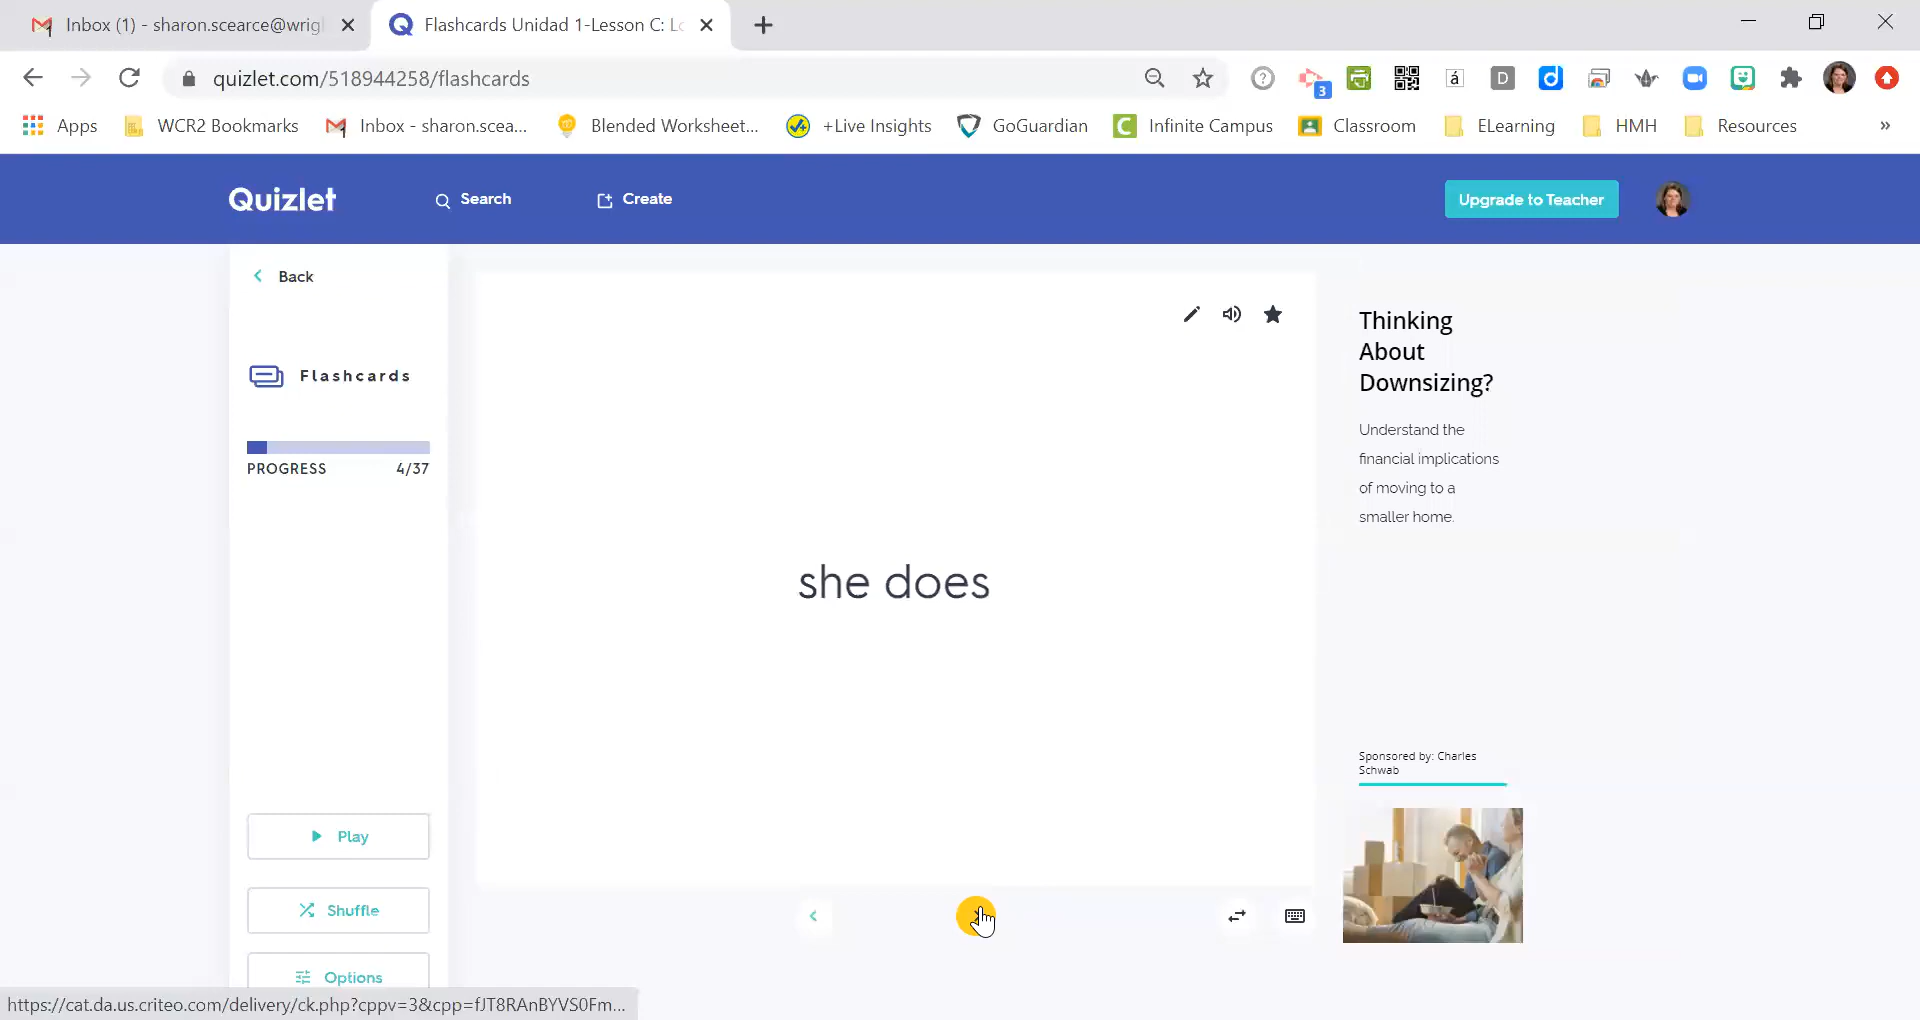 Inbox (1) - sharon.scearce@wrig
Flashcards Unidad 1-Lesson C: Lo
quizlet.com/518944258/flashcards
3
á
D
Apps
WCR2 Bookmarks
Inbox - sharon.scea...
Blended Worksheet...
+Live Insights
GoGuardian
Infinite Campus
Classroom
ELearning
HMH
Resources
»
Quizlet
Search
Create
Upgrade to Teacher
Back
Flashcards
PROGRESS 4/37
she does
Play
Shuffle
Options
Thinking
About
Downsizing?
Understand the
financial implications
of moving to a
smaller home.
Sponsored by: Charles
Schwab
https://cat.da.us.criteo.com/delivery/ck.php?cppv=3&cpp=fJT8RAnBYVS0Fm...